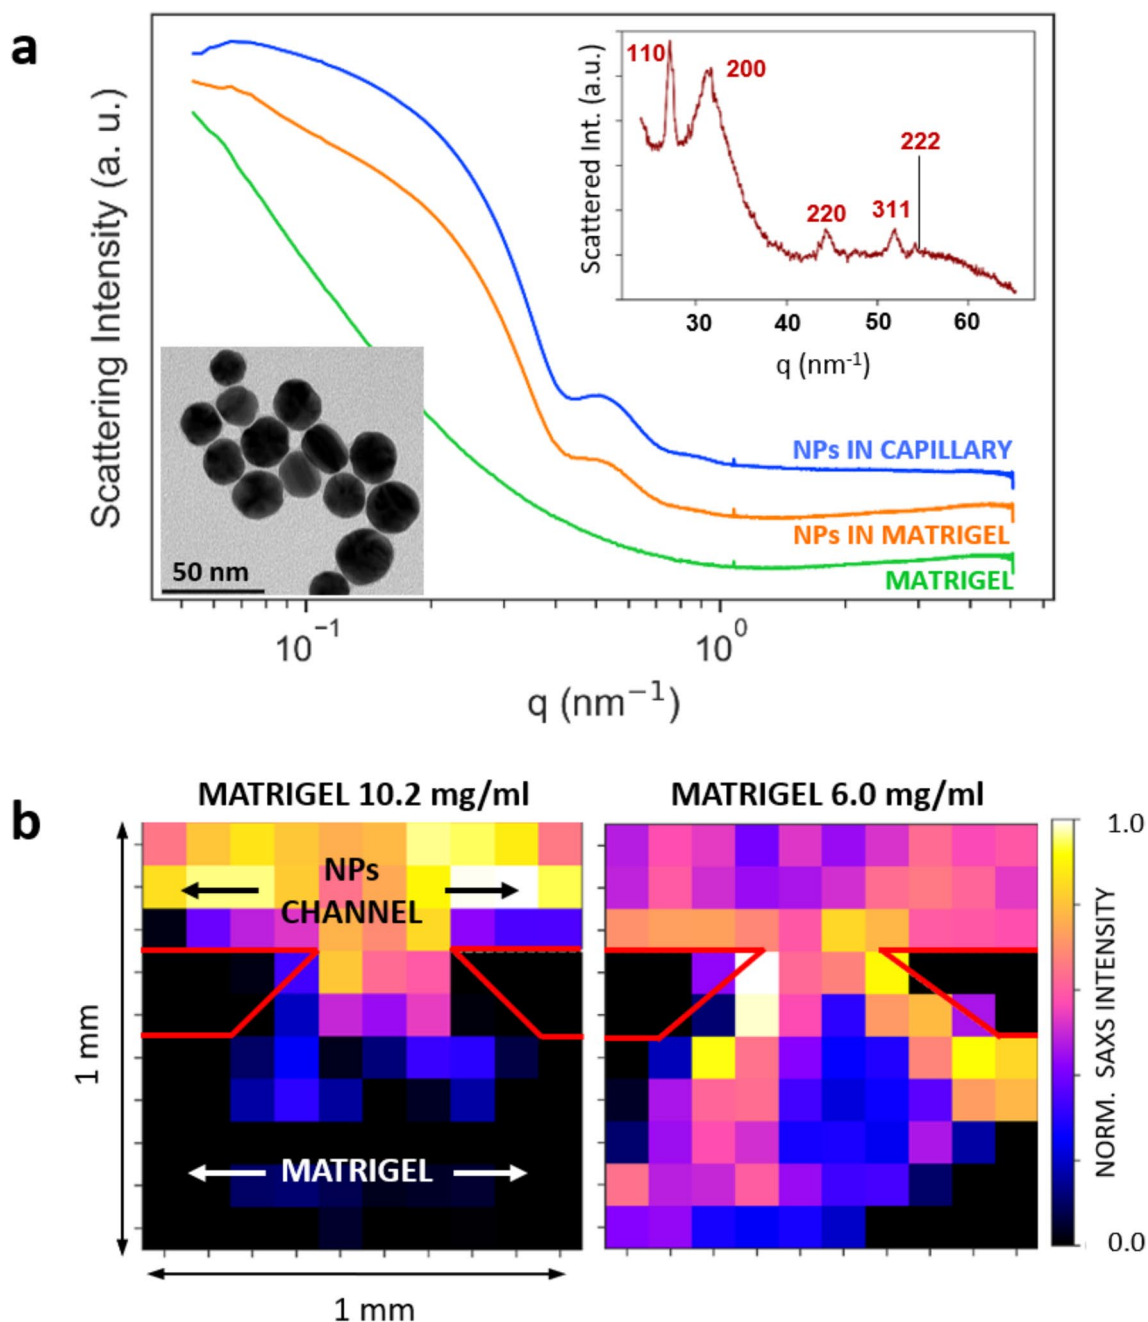 a
Scattering Intensity (a. u.)
110
200
220
311
222
Scattered Int. (a.u.)
30 40 50 60
q (nm⁻¹)
NPs IN CAPILLARY
NPs IN MATRIGEL
MATRIGEL
50 nm
10⁻¹ 10⁰
q (nm⁻¹)
b
MATRIGEL 10.2 mg/ml
MATRIGEL 6.0 mg/ml
NPs
CHANNEL
MATRIGEL
1 mm
1 mm
1.0
NORM. SAXS INTENSITY
0.0